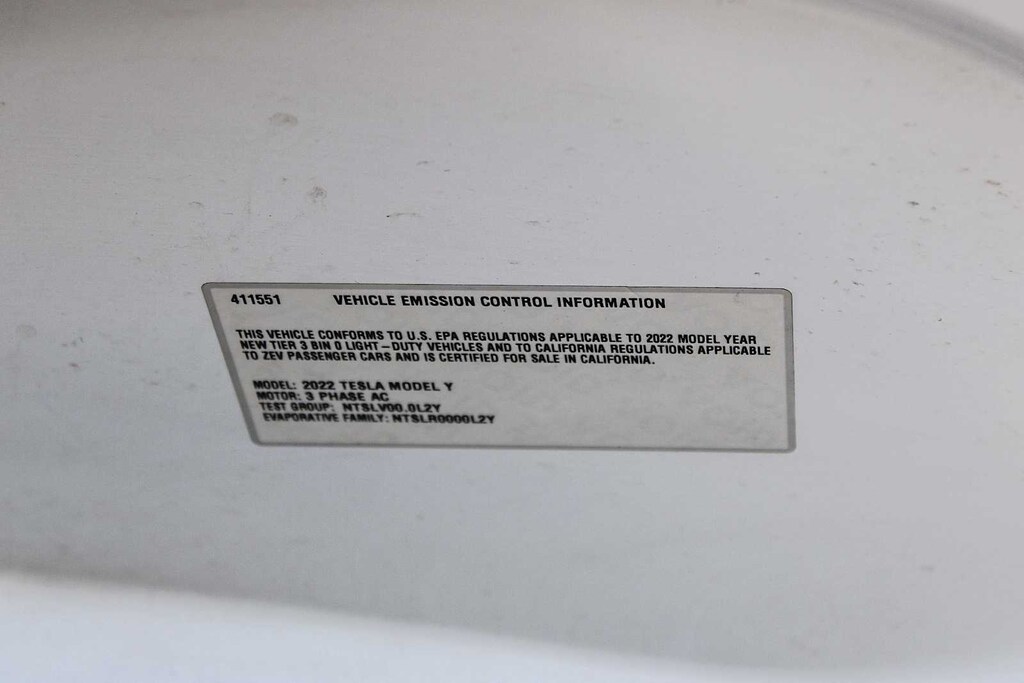 411551 VEHICLE EMISSION CONTROL INFORMATION
THIS VEHICLE CONFORMS TO U.S. EPA REGULATIONS APPLICABLE TO 2022 MODEL YEAR
NEW TIER 3 BIN 0 LIGHT-DUTY VEHICLES AND TO CALIFORNIA REGULATIONS APPLICABLE
TO ZEV PASSENGER CARS AND IS CERTIFIED FOR SALE IN CALIFORNIA.
MODEL: 2022 TESLA MODEL Y
MOTOR: 3 PHASE AC
TEST GROUP: NTSLV00.0L2Y
EVAPORATIVE FAMILY: NTSLR0000L2Y